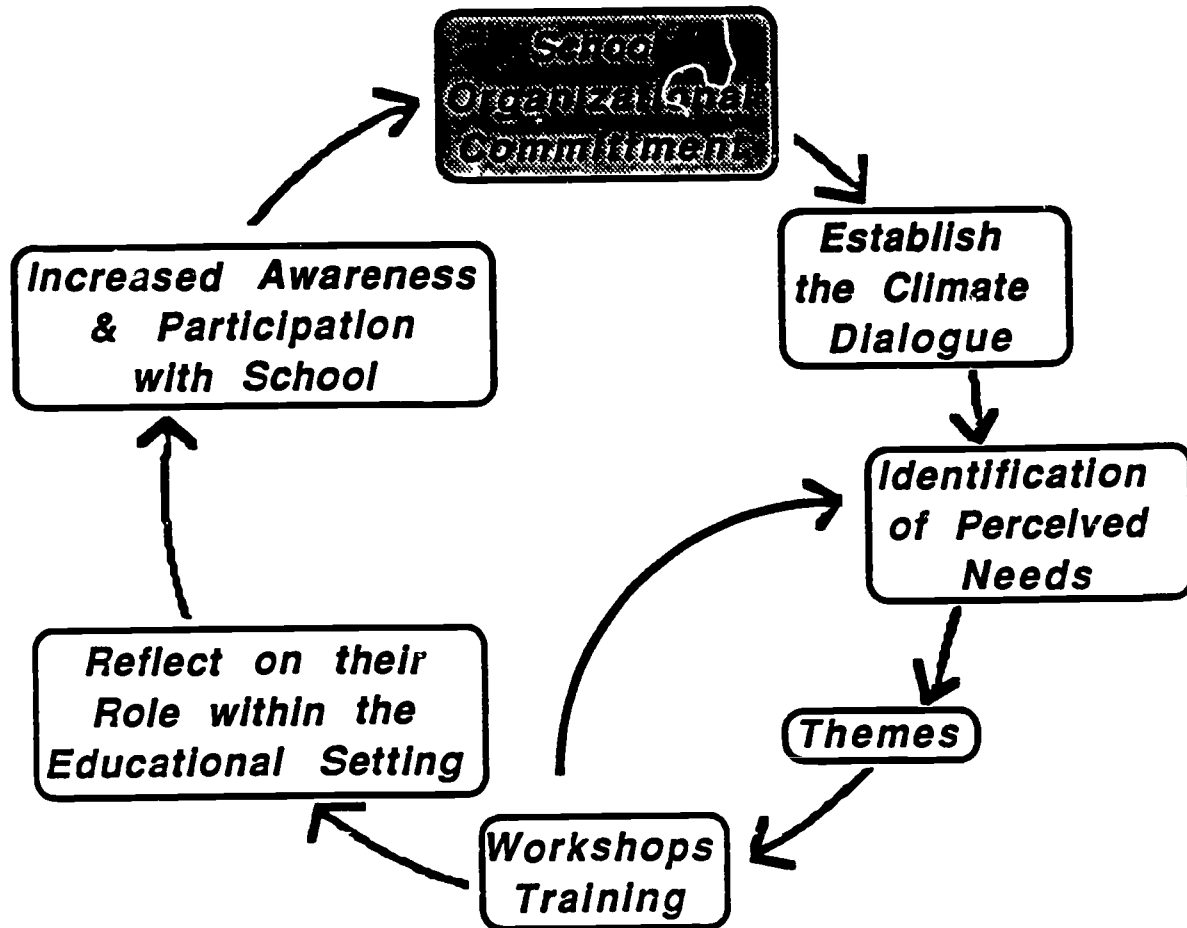 School
Organizational
Committment
Establish
the Climate
Dialogue
Identification
of Perceived
Needs
Themes
Workshops
Training
Reflect on their
Role within the
Educational Setting
Increased Awareness
& Participation
with School